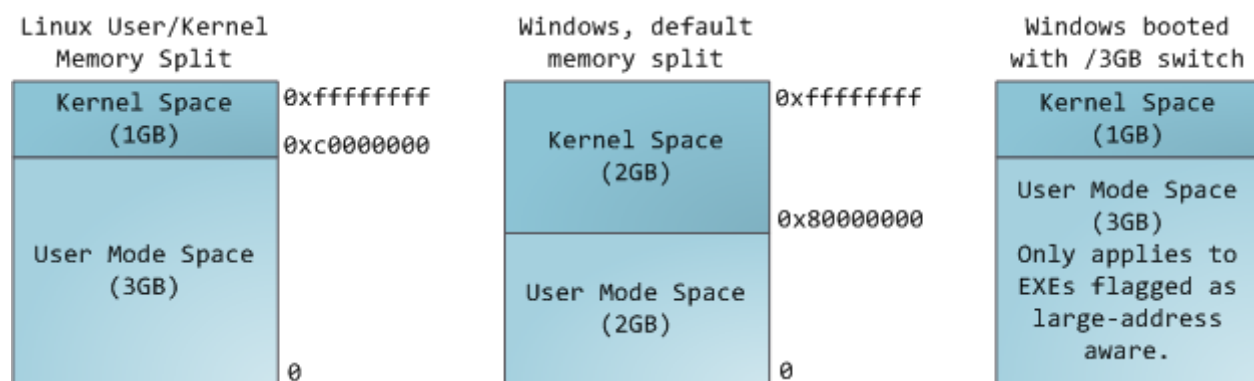 Linux User/Kernel
Memory Split
Kernel Space
(1GB)
0xffffffff
0xc0000000
User Mode Space
(3GB)
0
Windows, default
memory split
Kernel Space
(2GB)
0xffffffff
0x80000000
User Mode Space
(2GB)
0
Windows booted
with /3GB switch
Kernel Space
(1GB)
User Mode Space
(3GB)
Only applies to
EXEs flagged as
large-address
aware.